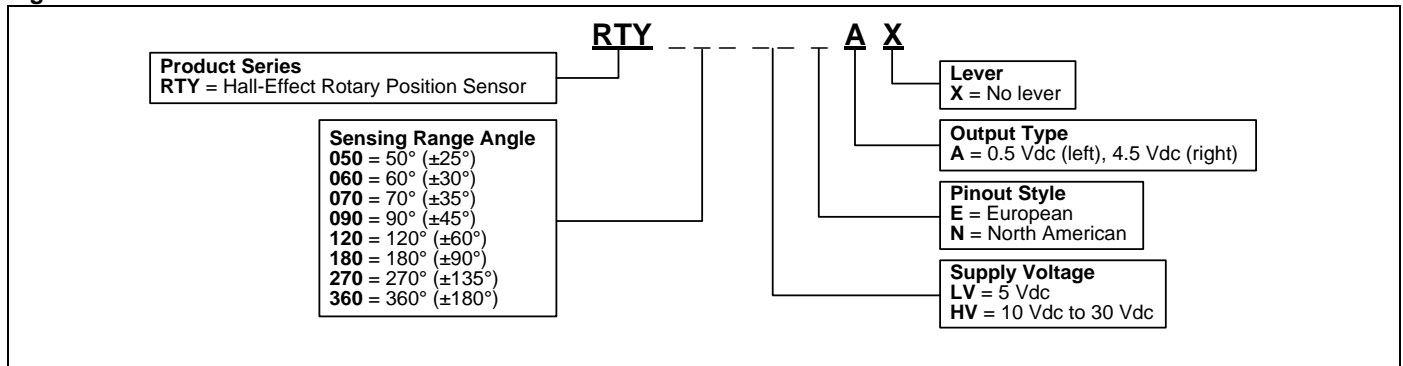 RTY _ _ _ _ _ _ A X
Product Series
RTY = Hall-Effect Rotary Position Sensor
Sensing Range Angle
050 = 50° (±25°)
060 = 60° (±30°)
070 = 70° (±35°)
090 = 90° (±45°)
120 = 120° (±60°)
180 = 180° (±90°)
270 = 270° (±135°)
360 = 360° (±180°)
Lever
X = No lever
Output Type
A = 0.5 Vdc (left), 4.5 Vdc (right)
Pinout Style
E = European
N = North American
Supply Voltage
LV = 5 Vdc
HV = 10 Vdc to 30 Vdc